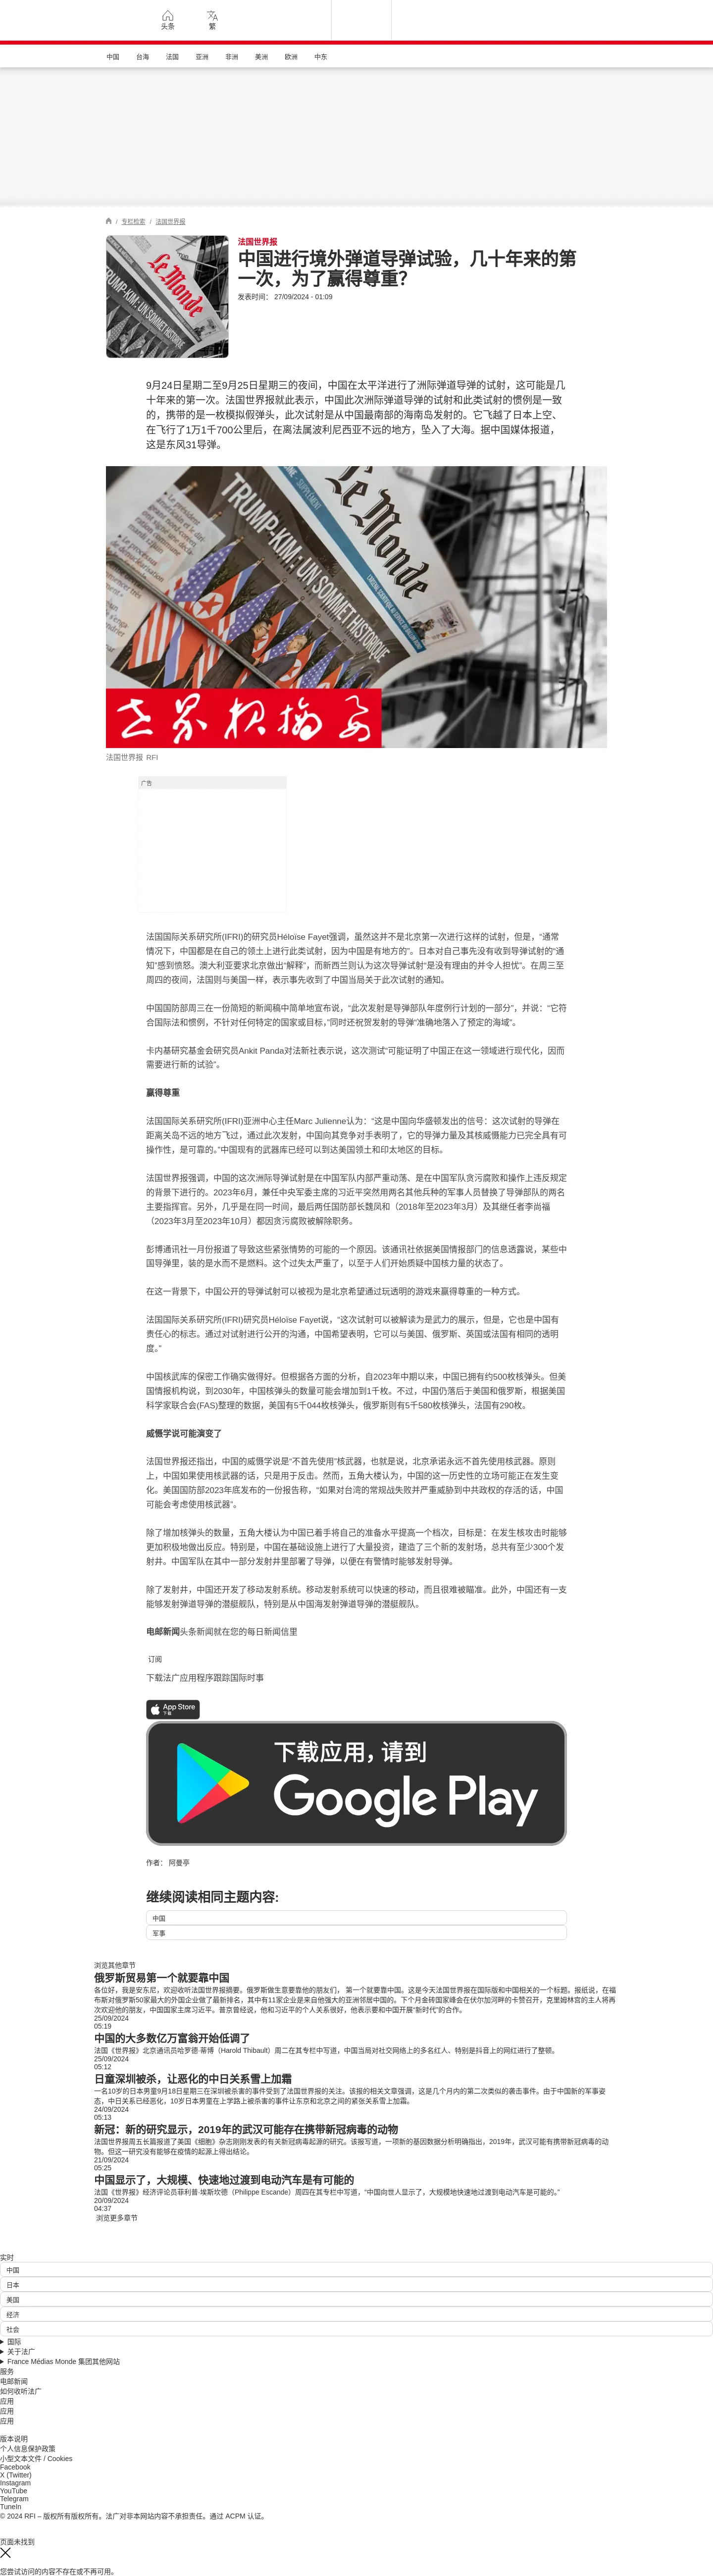 头条
繁
中国
台海
法国
亚洲
非洲
美洲
欧洲
中东
/ 专栏检索 / 法国世界报
法国世界报
中国进行境外弹道导弹试验，几十年来的第
一次，为了赢得尊重？
发表时间： 27/09/2024 - 01:09
9月24日星期二至9月25日星期三的夜间，中国在太平洋进行了洲际弹道导弹的试射，这可能是几
十年来的第一次。法国世界报就此表示，中国此次洲际弹道导弹的试射和此类试射的惯例是一致
的，携带的是一枚模拟假弹头，此次试射是从中国最南部的海南岛发射的。它飞越了日本上空、
在飞行了1万1千700公里后，在离法属波利尼西亚不远的地方，坠入了大海。据中国媒体报道，
这是东风31导弹。
Le Monde
TRUMP-KIM : UN SOMMET HISTORIQUE
世界报摘要
法国世界报 RFI
广告
法国国际关系研究所(IFRI)的研究员Héloïse Fayet强调，虽然这并不是北京第一次进行这样的试射，但是，“通常
情况下，中国都是在自己的领土上进行此类试射，因为中国是有地方的”。日本对自己事先没有收到导弹试射的“通
知”感到愤怒。澳大利亚要求北京做出“解释”，而新西兰则认为这次导弹试射“是没有理由的并令人担忧”。在周三至
周四的夜间，法国则与美国一样，表示事先收到了中国当局关于此次试射的通知。
中国国防部周三在一份简短的新闻稿中简单地宣布说，“此次发射是导弹部队年度例行计划的一部分”，并说：“它符
合国际法和惯例，不针对任何特定的国家或目标，”同时还祝贺发射的导弹“准确地落入了预定的海域”。
卡内基研究基金会研究员Ankit Panda对法新社表示说，这次测试“可能证明了中国正在这一领域进行现代化，因而
需要进行新的试验”。
赢得尊重
法国国际关系研究所(IFRI)亚洲中心主任Marc Julienne认为：“这是中国向华盛顿发出的信号：这次试射的导弹在
距离关岛不远的地方飞过，通过此次发射，中国向其竞争对手表明了，它的导弹力量及其核威慑能力已完全具有可
操作性，是可靠的。”中国现有的武器库已经可以到达美国领土和印太地区的目标。
法国世界报强调，中国的这次洲际导弹试射是在中国军队内部严重动荡、是在中国军队贪污腐败和操作上违反规定
的背景下进行的。2023年6月，兼任中央军委主席的习近平突然用两名其他兵种的军事人员替换了导弹部队的两名
主要指挥官。另外，几乎是在同一时间，最后两任国防部长魏凤和（2018年至2023年3月）及其继任者李尚福
（2023年3月至2023年10月）都因贪污腐败被解除职务。
彭博通讯社一月份报道了导致这些紧张情势的可能的一个原因。该通讯社依据美国情报部门的信息透露说，某些中
国导弹里，装的是水而不是燃料。这个过失太严重了，以至于人们开始质疑中国核力量的状态了。
在这一背景下，中国公开的导弹试射可以被视为是北京希望通过玩透明的游戏来赢得尊重的一种方式。
法国国际关系研究所(IFRI)研究员Héloïse Fayet说，“这次试射可以被解读为是武力的展示，但是，它也是中国有
责任心的标志。通过对试射进行公开的沟通，中国希望表明，它可以与美国、俄罗斯、英国或法国有相同的透明
度。”
中国核武库的保密工作确实做得好。但根据各方面的分析，自2023年中期以来，中国已拥有约500枚核弹头。但美
国情报机构说，到2030年，中国核弹头的数量可能会增加到1千枚。不过，中国仍落后于美国和俄罗斯，根据美国
科学家联合会(FAS)整理的数据，美国有5千044枚核弹头，俄罗斯则有5千580枚核弹头，法国有290枚。
威慑学说可能演变了
法国世界报还指出，中国的威慑学说是“不首先使用”核武器，也就是说，北京承诺永远不首先使用核武器。原则
上，中国如果使用核武器的话，只是用于反击。然而，五角大楼认为，中国的这一历史性的立场可能正在发生变
化。美国国防部2023年底发布的一份报告称，“如果对台湾的常规战失败并严重威胁到中共政权的存活的话，中国
可能会考虑使用核武器”。
除了增加核弹头的数量，五角大楼认为中国已着手将自己的准备水平提高一个档次，目标是：在发生核攻击时能够
更加积极地做出反应。特别是，中国在基础设施上进行了大量投资，建造了三个新的发射场，总共有至少300个发
射井。中国军队在其中一部分发射井里部署了导弹，以便在有警情时能够发射导弹。
除了发射井，中国还开发了移动发射系统。移动发射系统可以快速的移动，而且很难被瞄准。此外，中国还有一支
能够发射弹道导弹的潜艇舰队，特别是从中国海发射弹道导弹的潜艇舰队。
电邮新闻头条新闻就在您的每日新闻信里
订阅
下载法广应用程序跟踪国际时事
App Store
下载
下载应用，请到
Google Play
作者： 阿曼亭
继续阅读相同主题内容:
中国
军事
浏览其他章节
俄罗斯贸易第一个就要靠中国
各位好，我是安东尼，欢迎收听法国世界报摘要。俄罗斯做生意要靠他的朋友们， 第一个就要靠中国。这是今天法国世界报在国际版和中国相关的一个标题。报纸说，在福
布斯对俄罗斯50家最大的外国企业做了最新排名，其中有11家企业是来自他强大的亚洲邻居中国的。下个月金砖国家峰会在伏尔加河畔的卡赞召开，克里姆林宫的主人将再
次欢迎他的朋友，中国国家主席习近平。普京曾经说，他和习近平的个人关系很好，他表示要和中国开展“新时代”的合作。
25/09/2024
05:19
中国的大多数亿万富翁开始低调了
法国《世界报》北京通讯员哈罗德·蒂博（Harold Thibault）周二在其专栏中写道，中国当局对社交网络上的多名红人、特别是抖音上的网红进行了整顿。
25/09/2024
05:12
日童深圳被杀，让恶化的中日关系雪上加霜
一名10岁的日本男童9月18日星期三在深圳被杀害的事件受到了法国世界报的关注。该报的相关文章强调，这是几个月内的第二次类似的袭击事件。由于中国新的军事姿
态，中日关系已经恶化，10岁日本男童在上学路上被杀害的事件让东京和北京之间的紧张关系雪上加霜。
24/09/2024
05:13
新冠：新的研究显示，2019年的武汉可能存在携带新冠病毒的动物
法国世界报周五长篇报道了美国《细胞》杂志刚刚发表的有关新冠病毒起源的研究。该报写道，一项新的基因数据分析明确指出，2019年，武汉可能有携带新冠病毒的动
物。但这一研究没有能够在疫情的起源上得出结论。
21/09/2024
05:25
中国显示了，大规模、快速地过渡到电动汽车是有可能的
法国《世界报》经济评论员菲利普·埃斯坎德（Philippe Escande）周四在其专栏中写道，“中国向世人显示了，大规模地快速地过渡到电动汽车是可能的。”
20/09/2024
04:37
浏览更多章节
实时
中国
日本
美国
经济
社会
国际
关于法广
France Médias Monde 集团其他网站
服务
电邮新闻
如何收听法广
应用
应用
应用
版本说明
个人信息保护政策
小型文本文件 / Cookies
Facebook
X (Twitter)
Instagram
YouTube
Telegram
TuneIn
© 2024 RFI – 版权所有版权所有。法广对非本网站内容不承担责任。通过 ACPM 认证。
页面未找到
您尝试访问的内容不存在或不再可用。